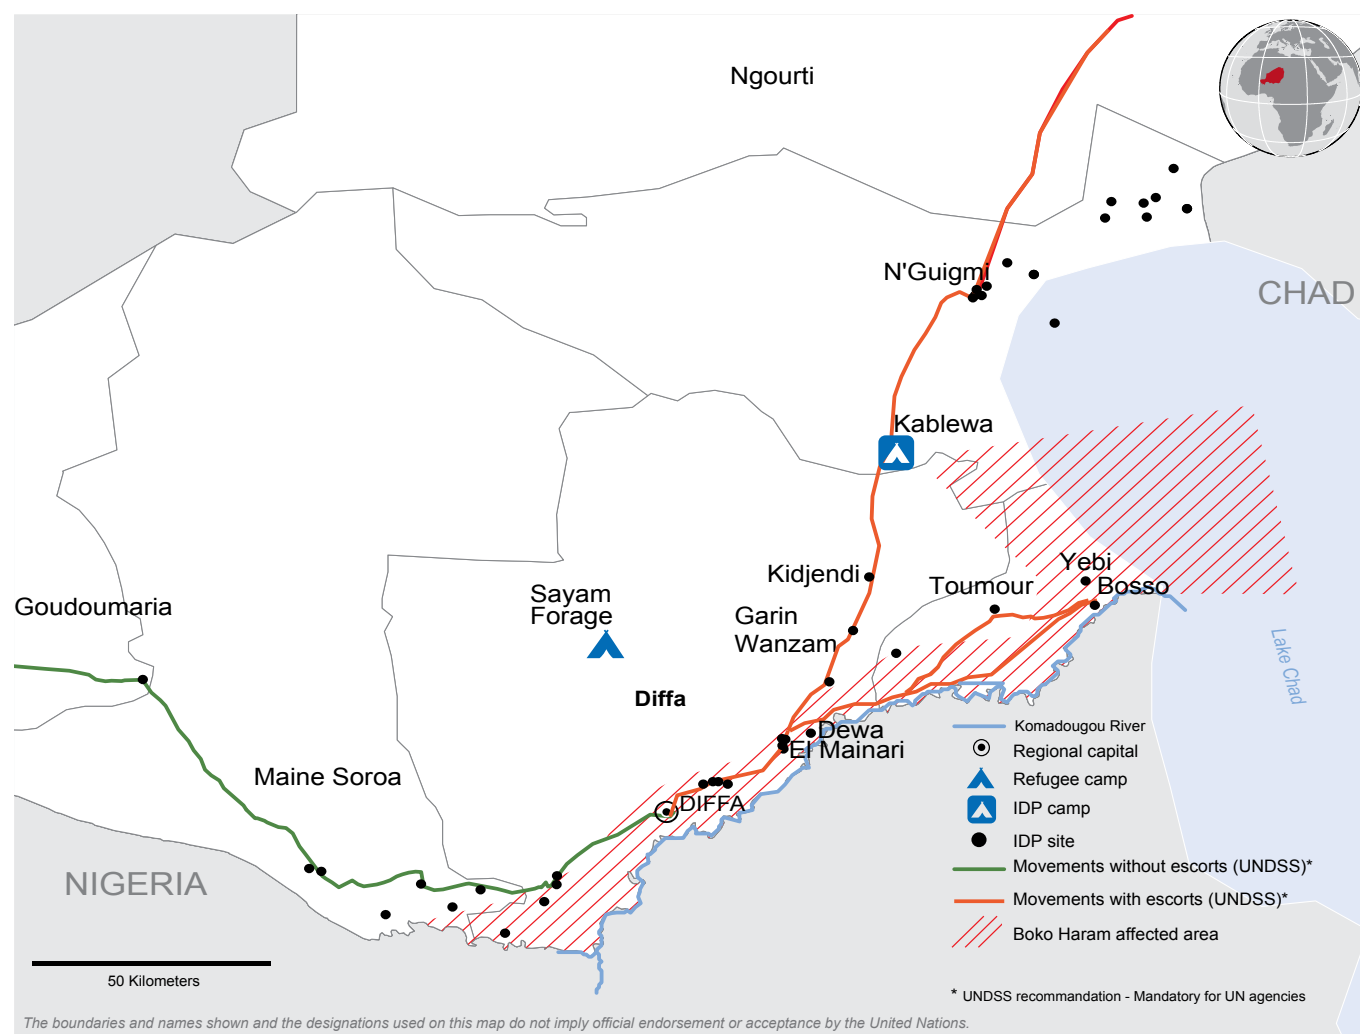 Ngourti
N'Guigmi
CHAD
Kablewa
Yebi
Kidjendi
Toumour
Bosso
Sayam
Forage
Goudoumaria
Garin
Wanzam
Lake Chad
Diffa
Dewa
El Mainari
Maine Soroa
DIFFA
NIGERIA
Komadougou River
Regional capital
Refugee camp
IDP camp
IDP site
Movements without escorts (UNDSS)*
Movements with escorts (UNDSS)*
Boko Haram affected area
50 Kilometers
* UNDSS recommandation - Mandatory for UN agencies
The boundaries and names shown and the designations used on this map do not imply official endorsement or acceptance by the United Nations.